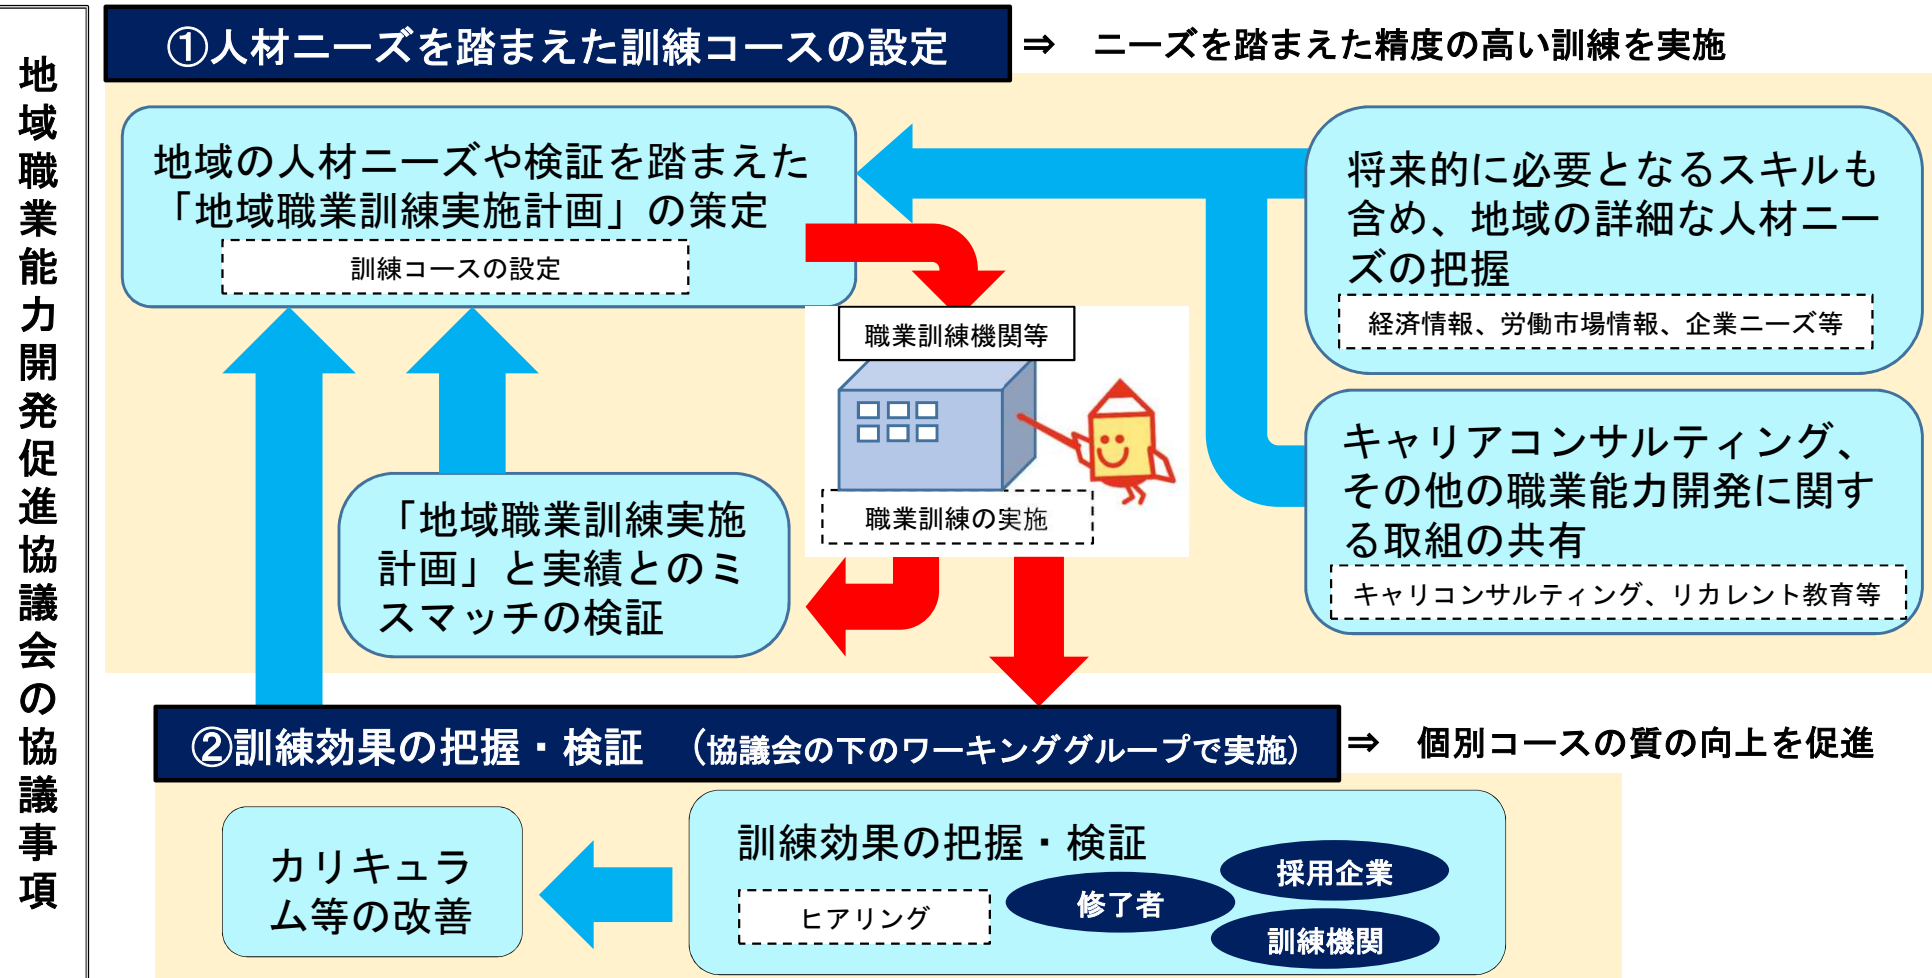 地域職業能力開発促進協議会の協議事項
①人材ニーズを踏まえた訓練コースの設定
⇒ ニーズを踏まえた精度の高い訓練を実施
地域の人材ニーズや検証を踏まえた
「地域職業訓練実施計画」の策定
訓練コースの設定
将来的に必要となるスキルも
含め、地域の詳細な人材ニー
ズの把握
経済情報、労働市場情報、企業ニーズ等
職業訓練機関等
職業訓練の実施
キャリアコンサルティング、
その他の職業能力開発に関す
る取組の共有
キャリコンサルティング、リカレント教育等
「地域職業訓練実施
計画」と実績とのミ
スマッチの検証
②訓練効果の把握・検証 （協議会の下のワーキンググループで実施）
⇒ 個別コースの質の向上を促進
カリキュラ
ム等の改善
訓練効果の把握・検証
ヒアリング
修了者
採用企業
訓練機関